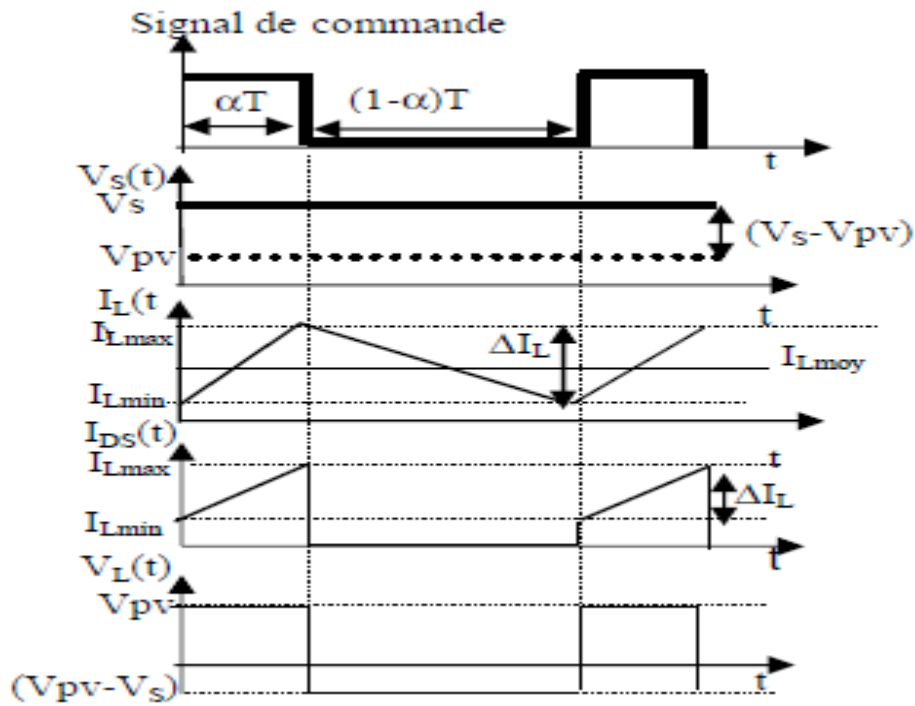 Signal de commande
αT
(1-α)T
t
V_S(t)
Vs
Vpv
(V_S-Vpv)
t
I_L(t
I_Lmax
ΔI_L
I_Lmoy
I_Lmin
I_DS(t)
I_Lmax
t
ΔI_L
I_Lmin
t
V_L(t)
Vpv
t
(Vpv-V_S)